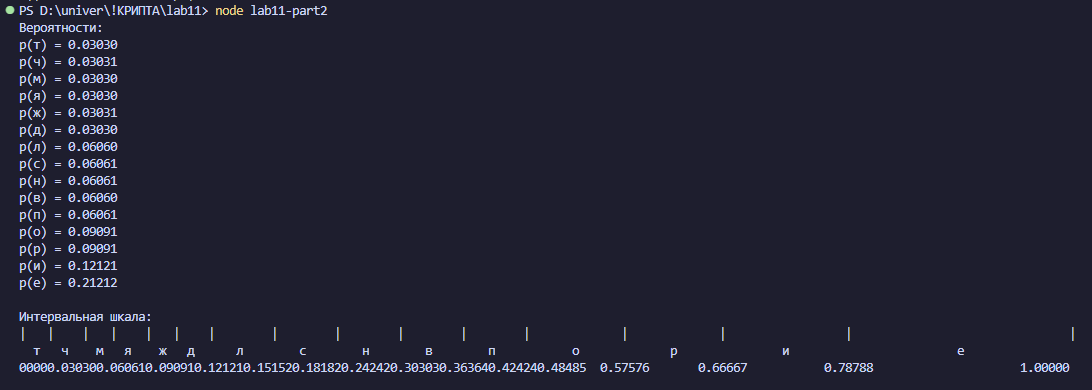 PS D:\univer\!КРИПТА\lab11> node lab11-part2
Вероятности:
p(т) = 0.03030
p(ч) = 0.03031
p(м) = 0.03030
p(я) = 0.03030
p(ж) = 0.03031
p(д) = 0.03030
p(л) = 0.06060
p(с) = 0.06061
p(н) = 0.06061
p(в) = 0.06060
p(п) = 0.06061
p(о) = 0.09091
p(р) = 0.09091
p(и) = 0.12121
p(е) = 0.21212
Интервальная шкала:
| | | | | | | | | | | | | | | |
т ч м я ж д л с н в п о р и е
00000.030300.060610.090910.121210.151520.181820.242420.303030.363640.424240.48485 0.57576 0.66667 0.78788 1.00000